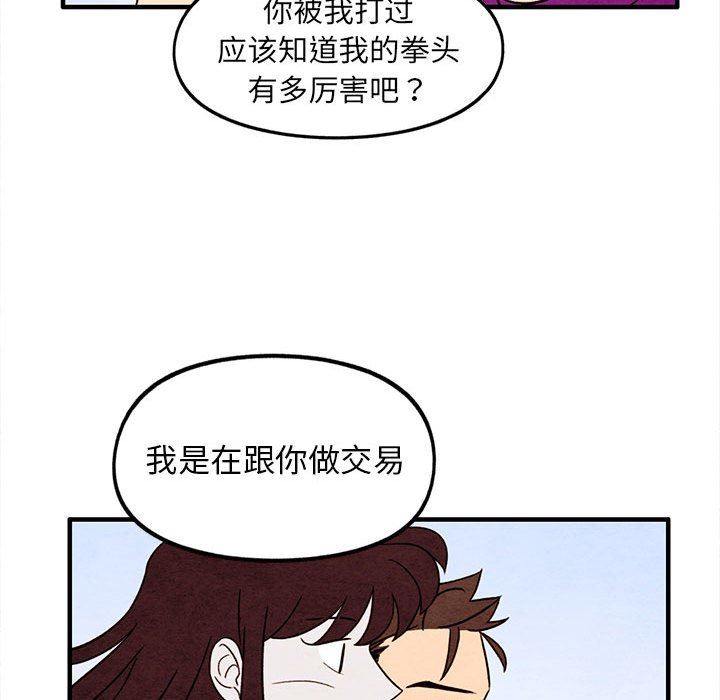 你被我打过
应该知道我的拳头
有多厉害吧？
我是在跟你做交易